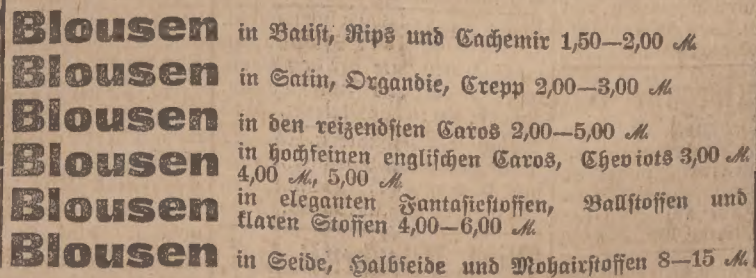 Blousen in Batist, Rips und Cachemir 1,50—2,00 ℳ
Blousen in Satin, Organdie, Crepp 2,00—3,00 ℳ
Blousen in den reizendsten Caros 2,00—5,00 ℳ
Blousen in hochfeinen englischen Caros, Cheviots 3,00 ℳ
4,00 ℳ, 5,00 ℳ
Blousen in eleganten Fantasiestoffen, Ballstoffen und
klaren Stoffen 4,00—6,00 ℳ
Blousen in Seide, Halbseide und Mohairstoffen 8—15 ℳ